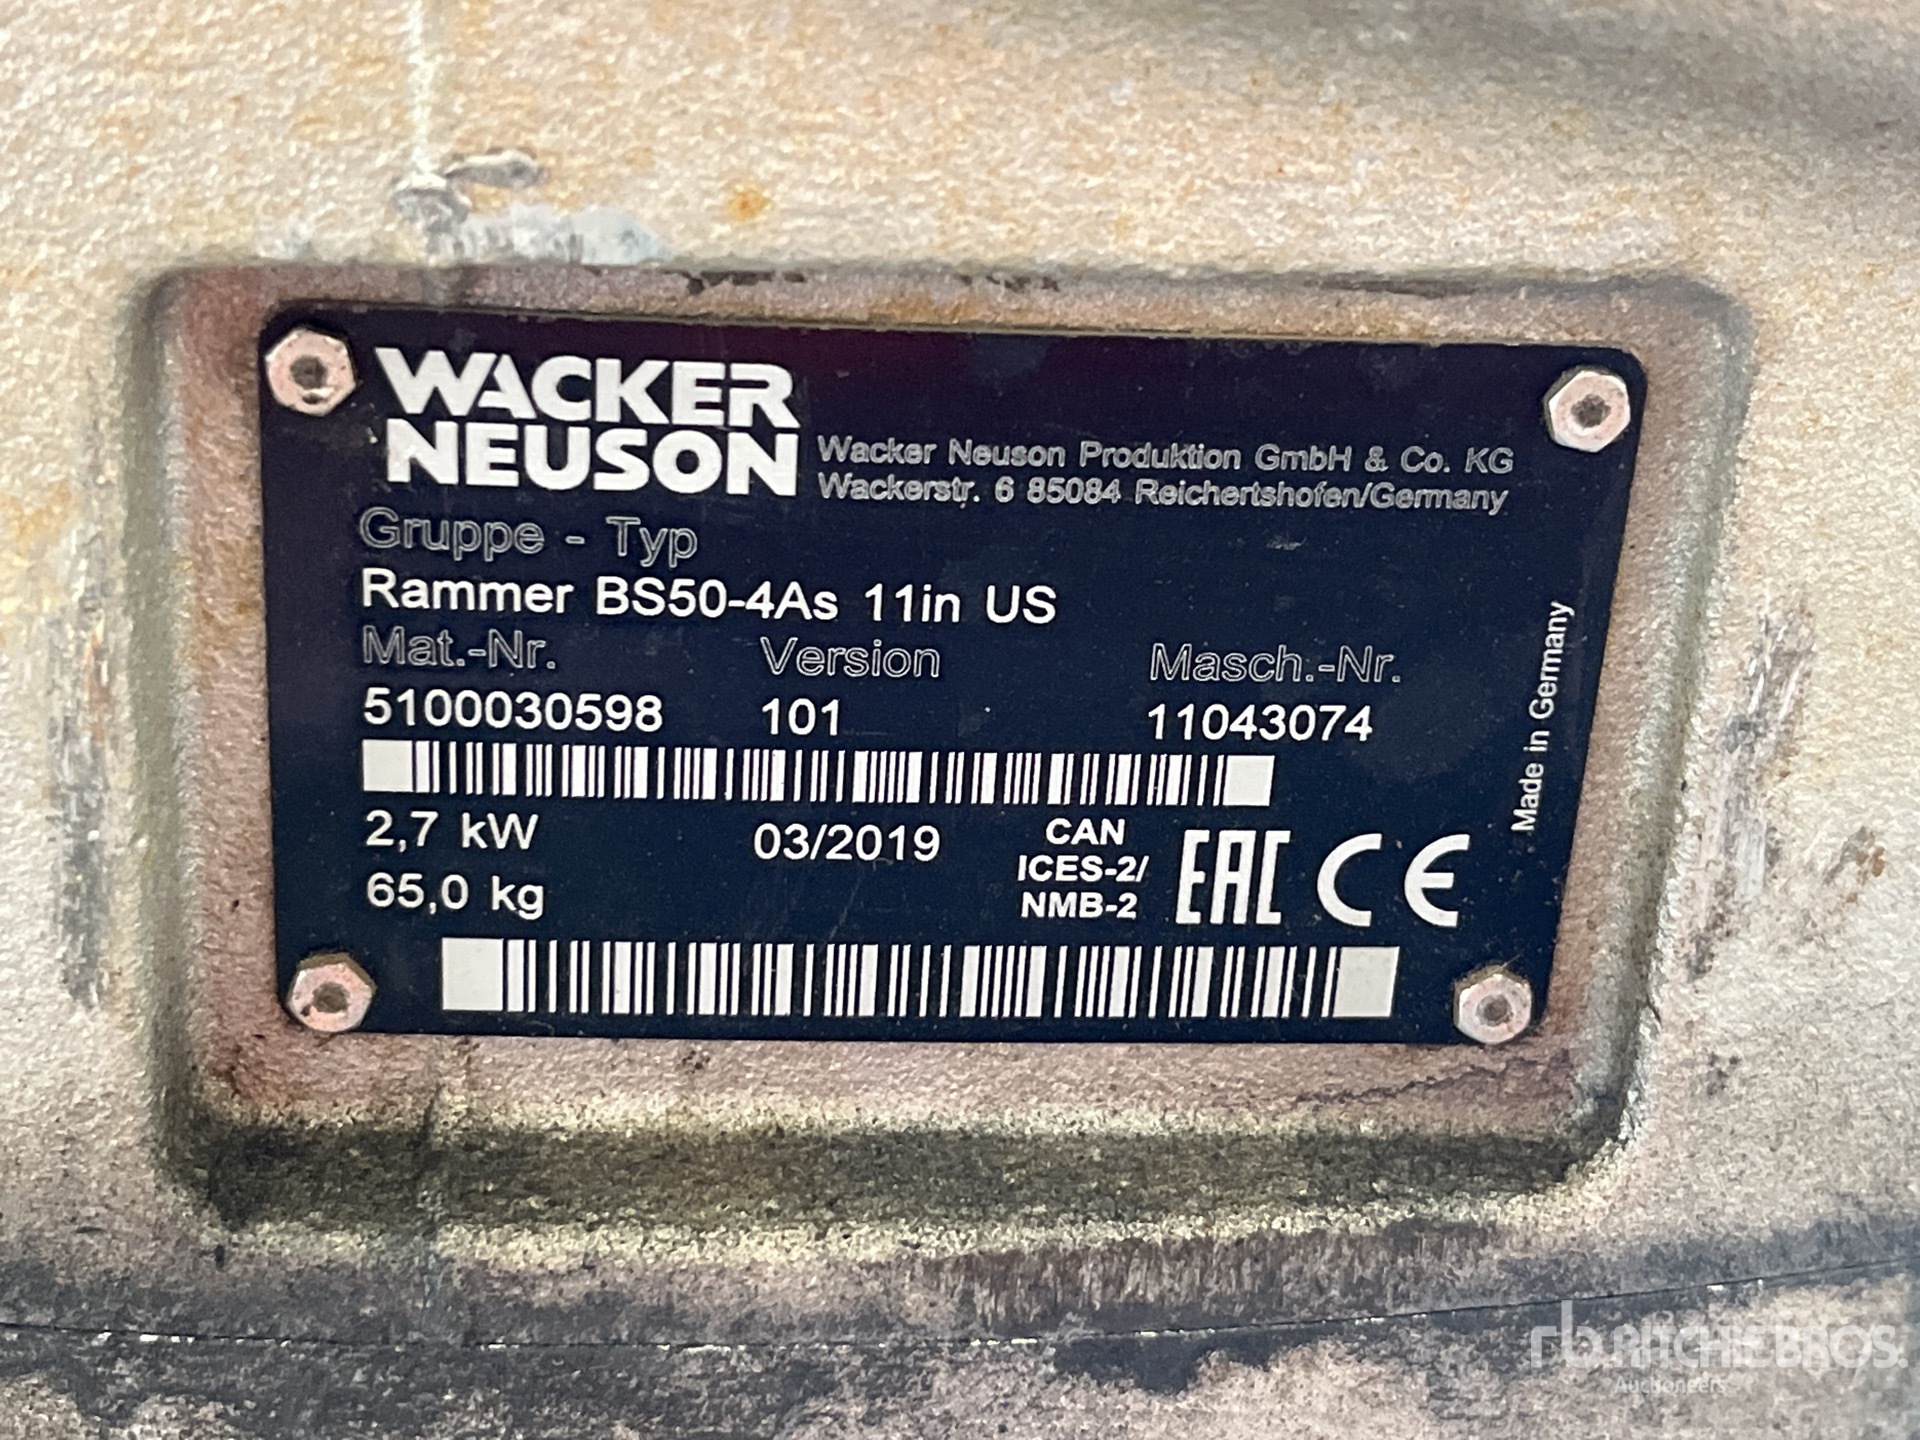 WACKER
NEUSON
Wacker Neuson Produktion GmbH & Co. KG
Wackerstr. 6 85084 Reichertshofen/Germany
Gruppe - Typ
Rammer BS50-4As 11in US
Mat.-Nr. Version Masch.-Nr.
5100030598 101 11043074
2,7 kW 03/2019 CAN
ICES-2/
NMB-2
EAC CE
65,0 kg
Made in Germany
rb RITCHIE BROS.
Auctioneers